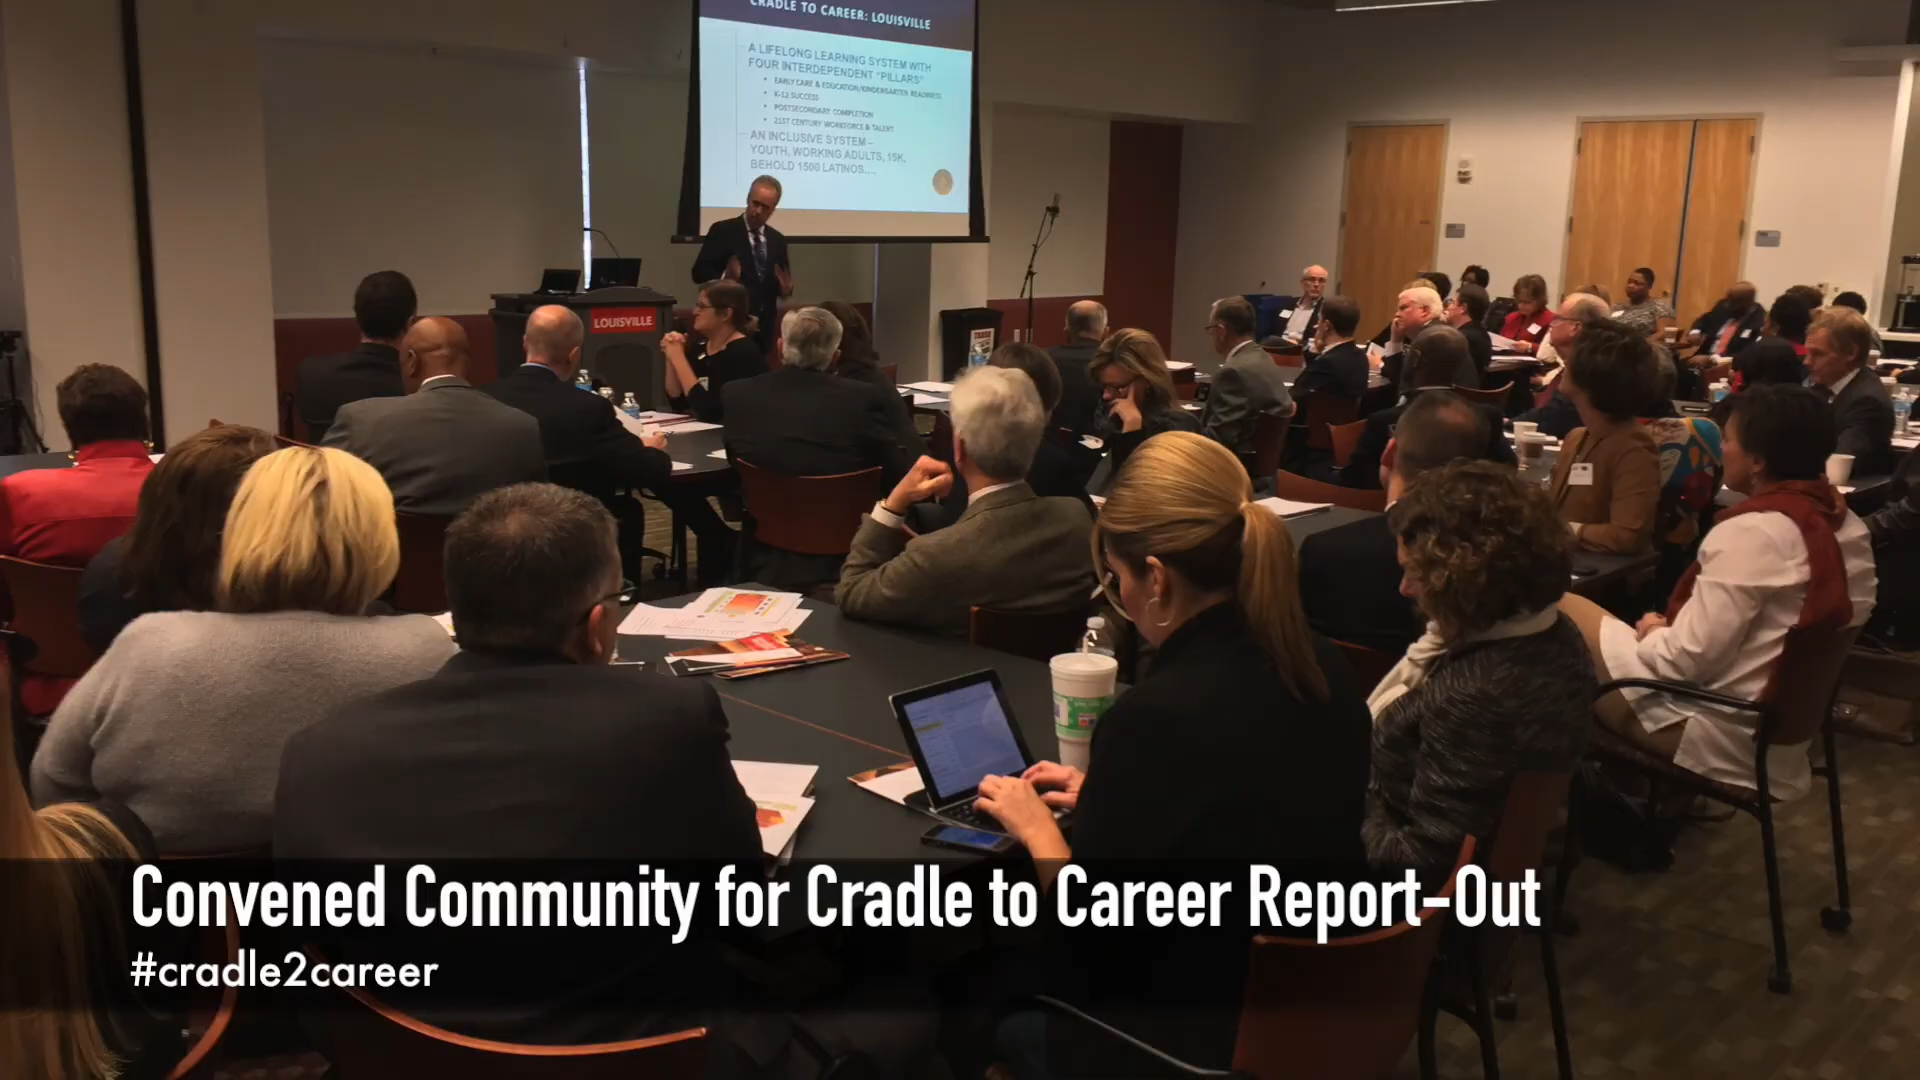 CRADLE TO CAREER: LOUISVILLE
A LIFELONG LEARNING SYSTEM WITH
FOUR INTERDEPENDENT "PILLARS"
• EARLY CARE & EDUCATION/KINDERGARTEN READINESS
• K-12 SUCCESS
• POSTSECONDARY COMPLETION
• 21ST CENTURY WORKFORCE & TALENT
AN INCLUSIVE SYSTEM –
YOUTH, WORKING ADULTS, 15K,
BEHOLD 1500 LATINOS....
LOUISVILLE
Convened Community for Cradle to Career Report-Out
#cradle2career